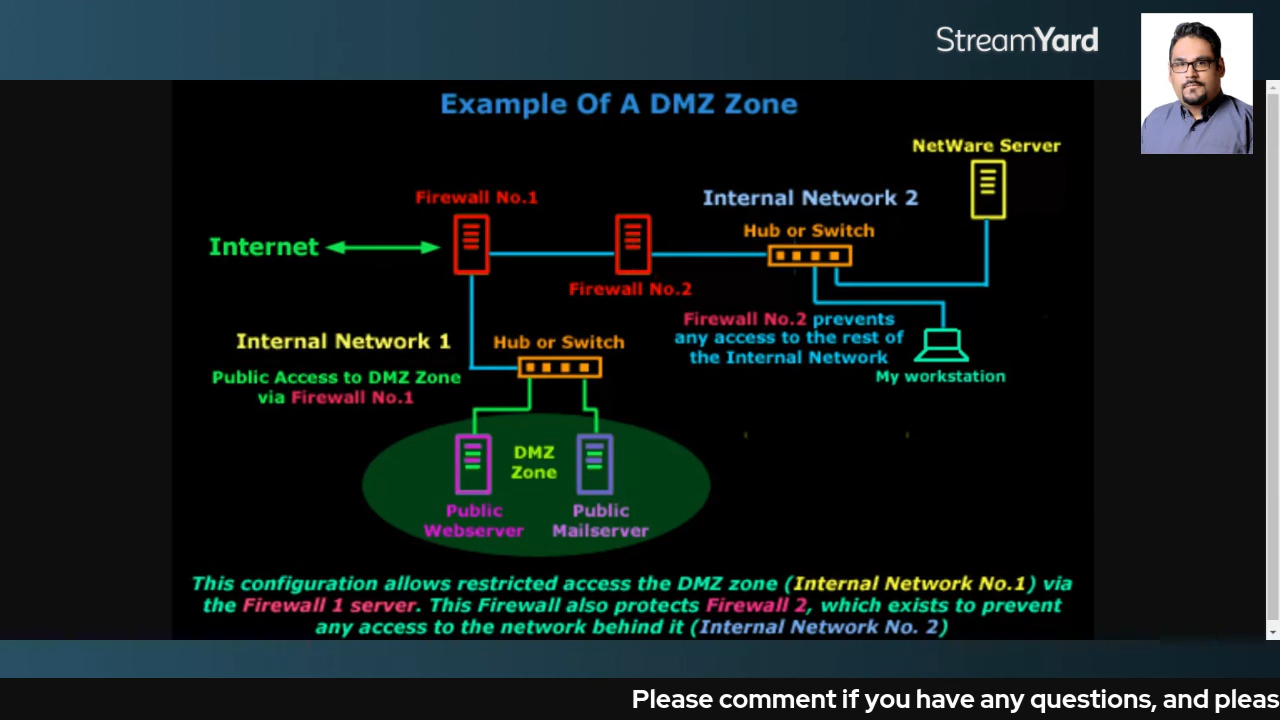 StreamYard
Example Of A DMZ Zone
NetWare Server
Firewall No.1
Internal Network 2
Hub or Switch
Internet
Firewall No.2
Firewall No.2 prevents
any access to the rest of
the Internal Network
My workstation
Internal Network 1
Hub or Switch
Public Access to DMZ Zone
via Firewall No.1
DMZ
Zone
Public
Webserver
Public
Mailserver
This configuration allows restricted access the DMZ zone (Internal Network No.1) via
the Firewall 1 server. This Firewall also protects Firewall 2, which exists to prevent
any access to the network behind it (Internal Network No. 2)
Please comment if you have any questions, and pleas